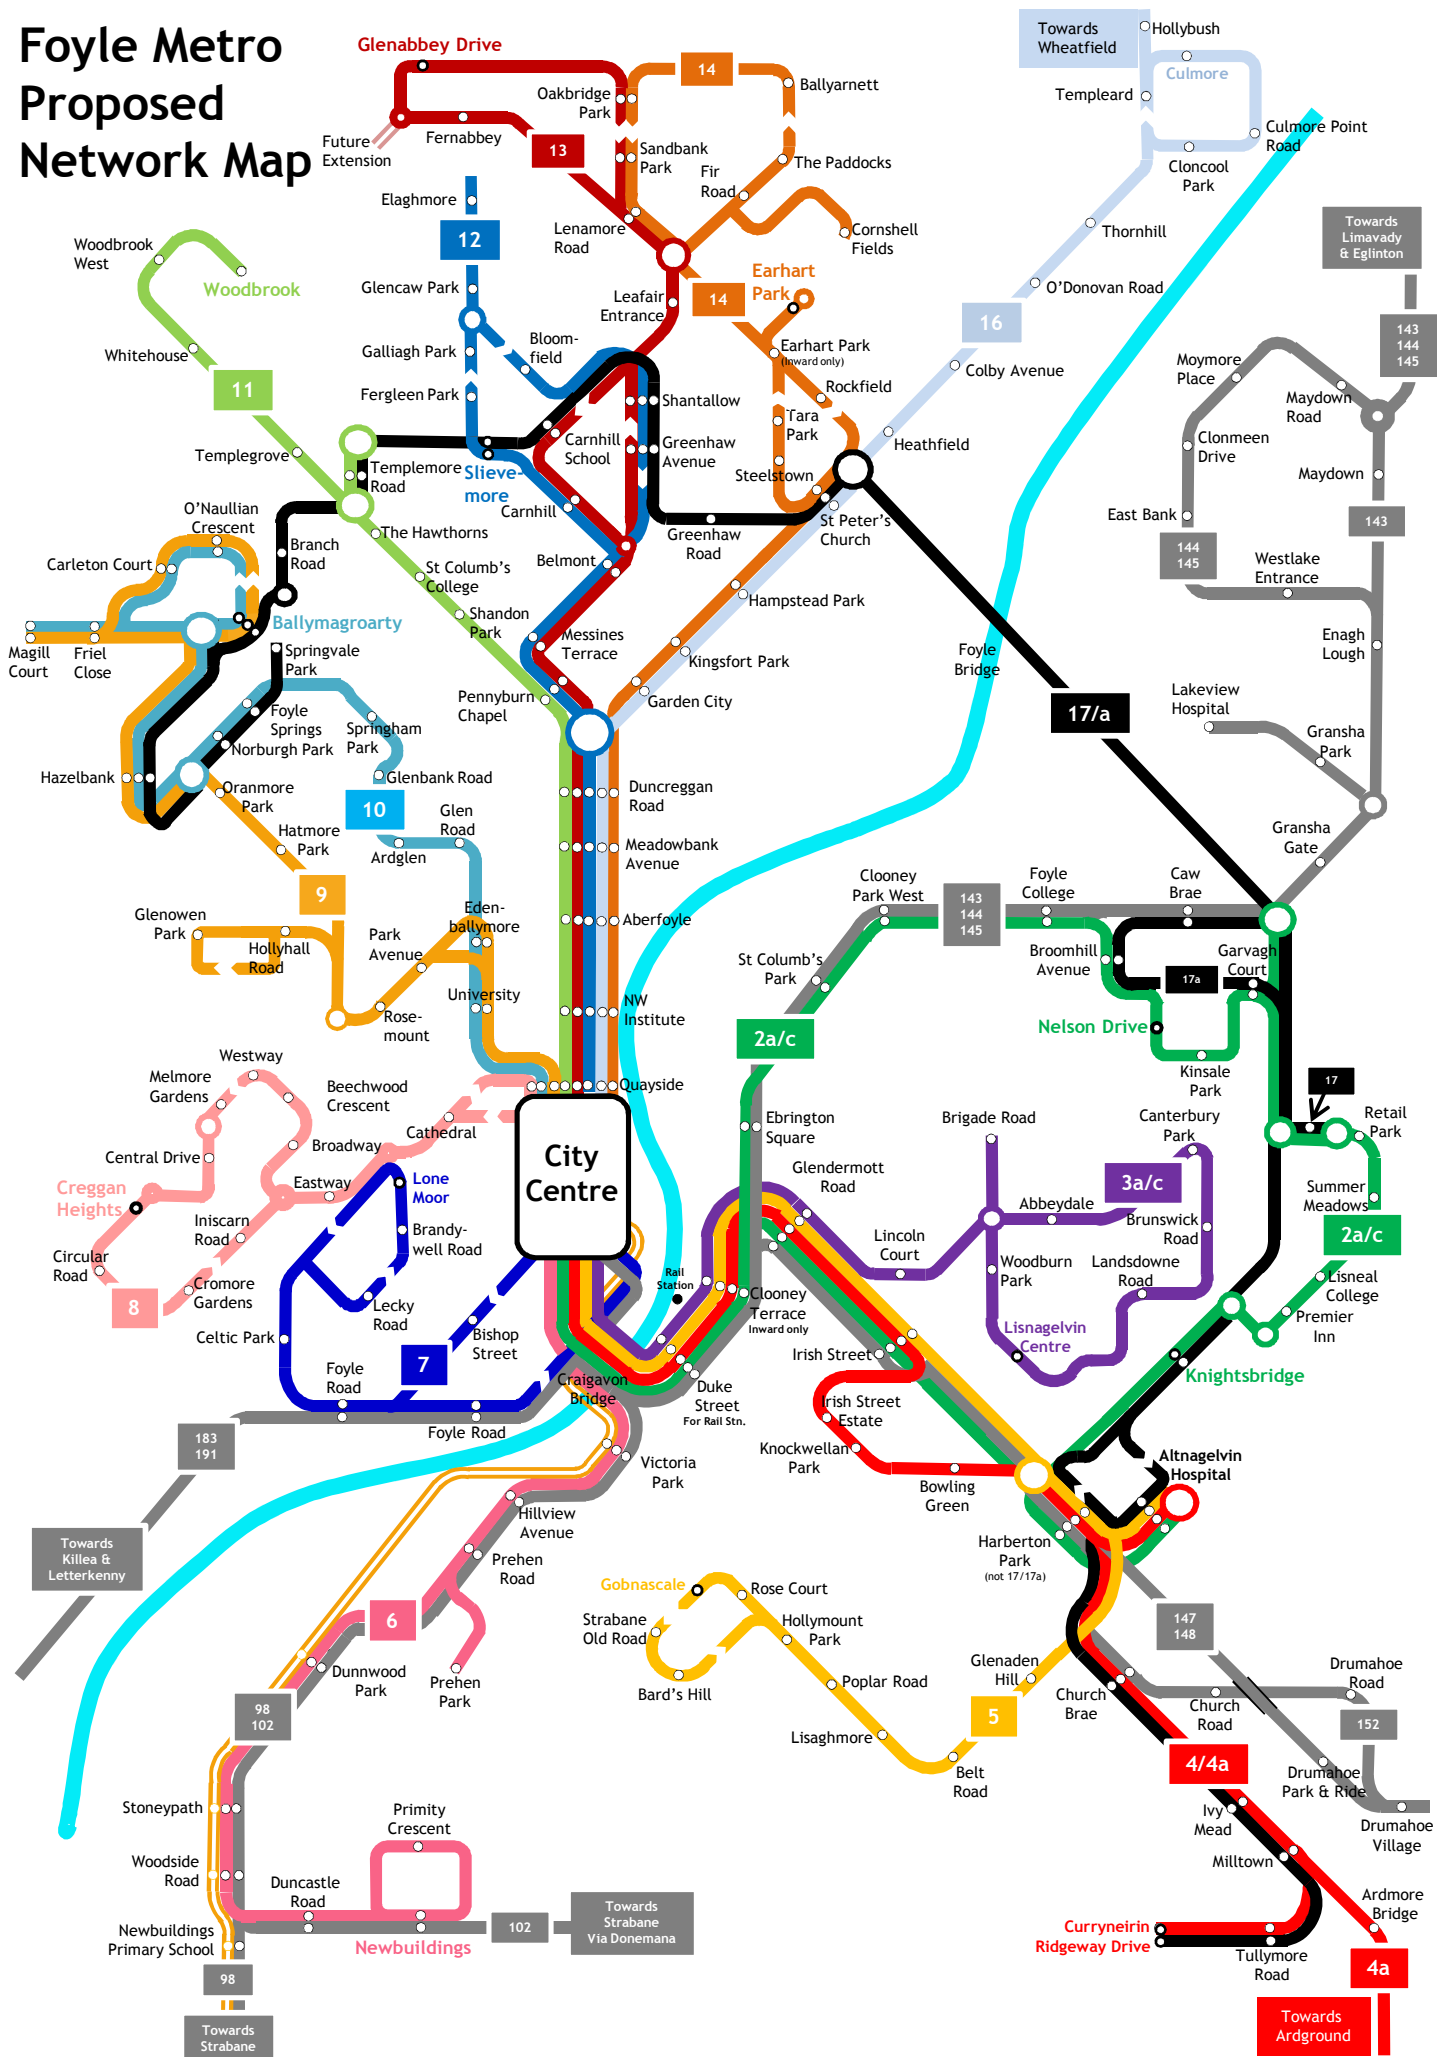 Foyle Metro
Proposed
Network Map
Glenabbey Drive
Future
Extension
Fernabbey
13
Oakbridge
Park
Sandbank
Park
14
Ballyarnett
The Paddocks
Fir
Road
Cornshell
Fields
Lenamore
Road
Leafair
Entrance
14
Earhart
Park
Earhart Park
(Inward only)
Rockfield
Tara
Park
Steelstown
Towards
Wheatfield
Hollybush
Culmore
Templeard
Culmore Point
Road
Cloncool
Park
Thornhill
O'Donovan Road
16
Colby Avenue
Heathfield
St Peter's
Church
Elaghmore
12
Glencaw Park
Galliagh Park
Bloom-
field
Fergleen Park
Slieve-
more
Shantallow
Carnhill
School
Greenhaw
Avenue
Carnhill
Greenhaw
Road
Belmont
Messines
Terrace
Pennyburn
Chapel
Hampstead Park
Kingsfort Park
Garden City
Woodbrook
West
Woodbrook
Whitehouse
11
Templegrove
Templemore
Road
The Hawthorns
St Columb's
College
Shandon
Park
O'Naullian
Crescent
Carleton Court
Branch
Road
Ballymagroarty
Magill
Court
Friel
Close
Springvale
Park
Foyle
Springs
Norburgh Park
Springham
Park
Glenbank Road
Hazelbank
Oranmore
Park
10
Hatmore
Park
Glen
Road
Ardglen
9
Glenowen
Park
Hollyhall
Road
Park
Avenue
Eden-
ballymore
University
Rose-
mount
Duncreggan
Road
Meadowbank
Avenue
Aberfoyle
NW
Institute
Quayside
City
Centre
Foyle
Bridge
17/a
Towards
Limavady
& Eglinton
143
144
145
Moymore
Place
Maydown
Road
Clonmeen
Drive
Maydown
East Bank
143
144
145
Westlake
Entrance
Enagh
Lough
Lakeview
Hospital
Gransha
Park
Gransha
Gate
Clooney
Park West
143
144
145
Foyle
College
Caw
Brae
St Columb's
Park
Broomhill
Avenue
Garvagh
Court
17a
Nelson Drive
Kinsale
Park
2a/c
17
Retail
Park
Summer
Meadows
2a/c
Lisneal
College
Premier
Inn
Knightsbridge
Ebrington
Square
Glendermott
Road
Brigade Road
Canterbury
Park
3a/c
Abbeydale
Brunswick
Road
Lincoln
Court
Woodburn
Park
Landsdowne
Road
Lisnagelvin
Centre
Rail
Station
Clooney
Terrace
Inward only
Duke
Street
For Rail Stn.
Irish Street
Irish Street
Estate
Knockwellan
Park
Bowling
Green
Altnagelvin
Hospital
Harberton
Park
(not 17/17a)
Westway
Melmore
Gardens
Beechwood
Crescent
Cathedral
Broadway
Central Drive
Creggan
Heights
Eastway
Iniscarn
Road
Circular
Road
Cromore
Gardens
8
Lone
Moor
Brandy-
well Road
Lecky
Road
Celtic Park
Bishop
Street
7
Foyle
Road
Foyle Road
Craigavon
Bridge
183
191
Towards
Killea &
Letterkenny
Victoria
Park
Hillview
Avenue
Prehen
Road
6
Prehen
Park
Dunnwood
Park
98
102
Stoneypath
Woodside
Road
Primity
Crescent
Duncastle
Road
Newbuildings
Primary School
Newbuildings
102
Towards
Strabane
Via Donemana
98
Towards
Strabane
Gobnascale
Rose Court
Strabane
Old Road
Hollymount
Park
Bard's Hill
Poplar Road
Lisaghmore
Belt
Road
5
Glenaden
Hill
147
148
Church
Brae
Church
Road
Drumahoe
Road
152
Drumahoe
Park & Ride
Drumahoe
Village
4/4a
Ivy
Mead
Milltown
Ardmore
Bridge
Curryneirin
Ridgeway Drive
Tullymore
Road
4a
Towards
Ardground